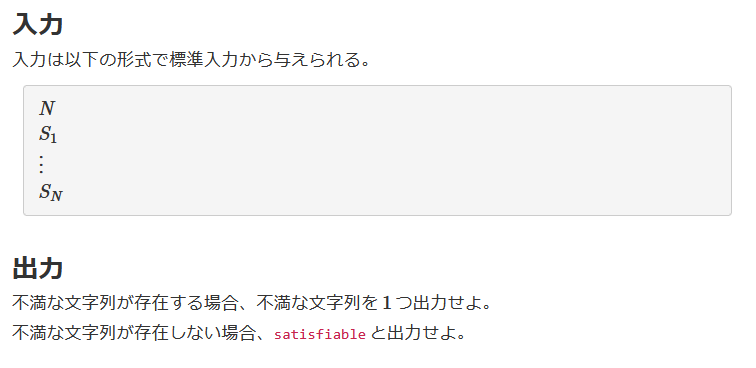 入力
入力は以下の形式で標準入力から与えられる。
N
S₁
⋮
S_N
出力
不満な文字列が存在する場合、不満な文字列を 1 つ出力せよ。
不満な文字列が存在しない場合、satisfiable と出力せよ。